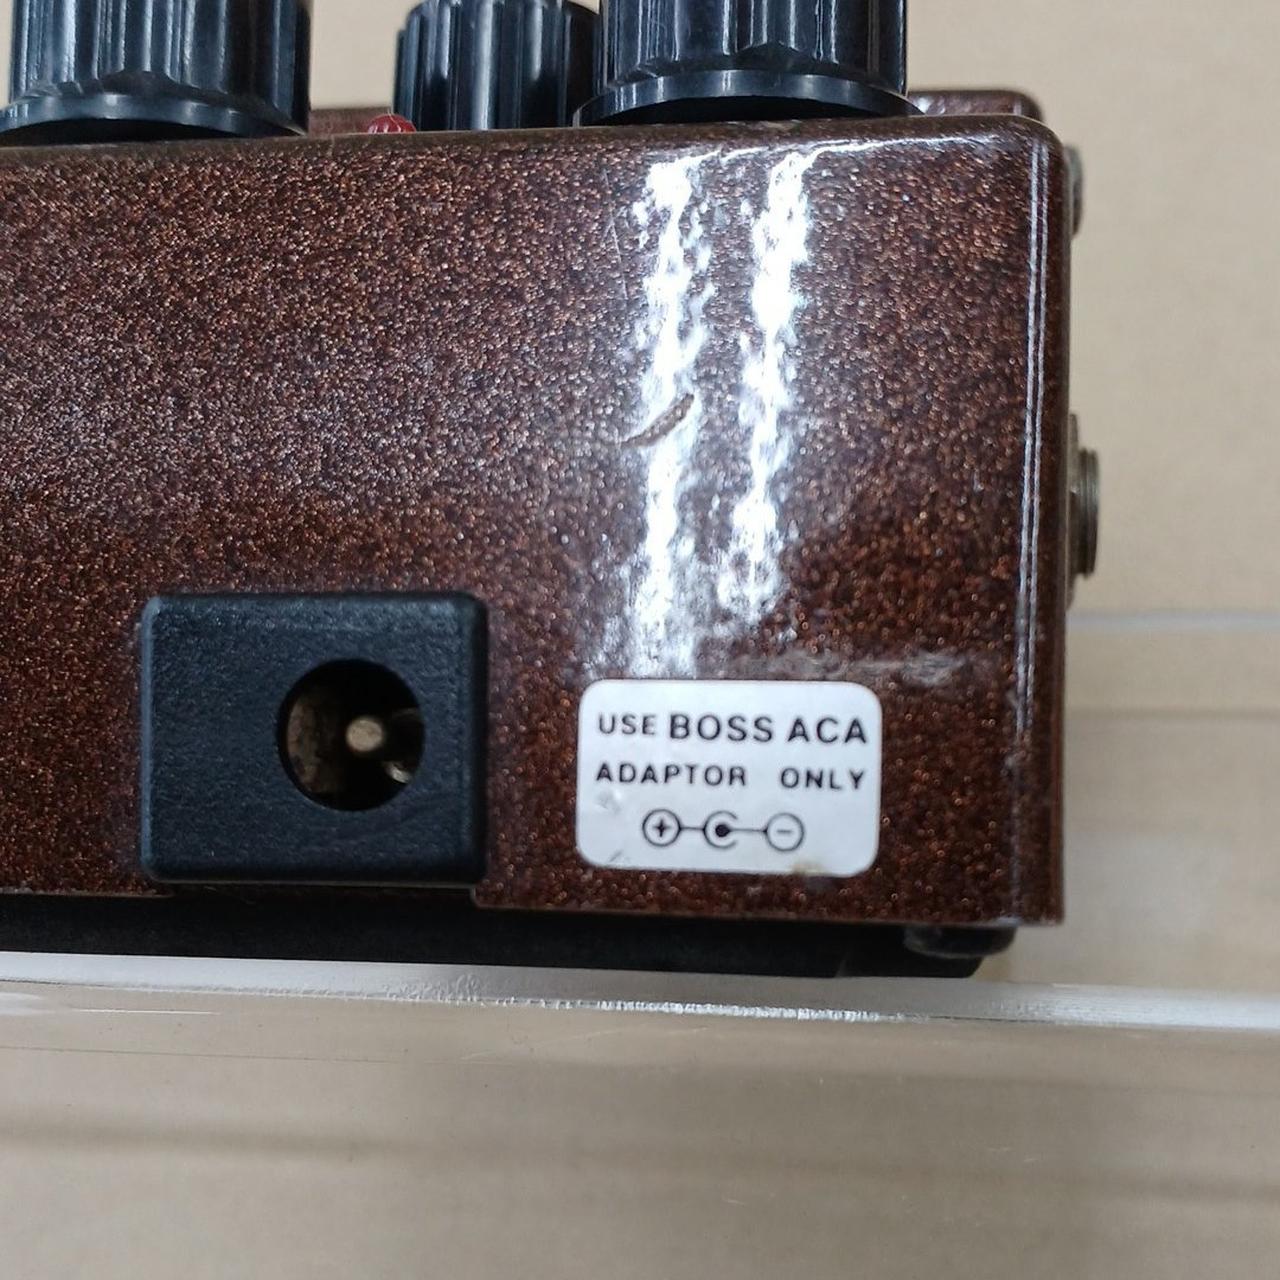 USE BOSS ACA
ADAPTOR ONLY
+ -